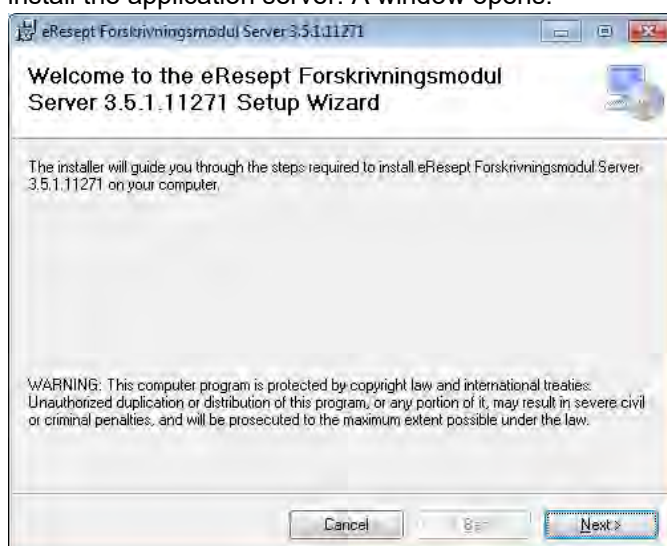 install the application server. A window opens:
eResept Forskrivningsmodul Server 3.5.1.11271
Welcome to the eResept Forskrivningsmodul
Server 3.5.1.11271 Setup Wizard
The installer will guide you through the steps required to install eResept Forskrivningsmodul Server
3.5.1.11271 on your computer.
WARNING: This computer program is protected by copyright law and international treaties.
Unauthorized duplication or distribution of this program, or any portion of it, may result in severe civil
or criminal penalties, and will be prosecuted to the maximum extent possible under the law.
Cancel
Next >